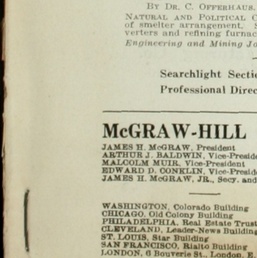 By Dr. C. Offerhaus.
Natural and Political C
of smelter arrangement. S
verters and refining furnac
Engineering and Mining Jo
Searchlight Secti
Professional Direc
McGRAW-HILL
JAMES H. McGRAW, President
ARTHUR J. BALDWIN, Vice-Preside
MALCOLM MUIR, Vice-President
EDWARD D. CONKLIN, Vice-Preside
JAMES H. McGRAW, JR., Secy. and
WASHINGTON, Colorado Building
CHICAGO, Old Colony Building
PHILADELPHIA, Real Estate Trust
CLEVELAND, Leader-News Building
ST. LOUIS, Star Building
SAN FRANCISCO, Rialto Building
LONDON, 6 Bouverie St., London, E.